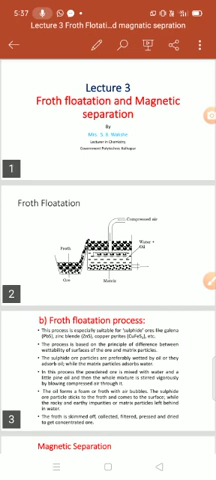 5:37
Lecture 3 Froth Flotati...d magnetic sepration
Lecture 3
Froth floatation and Magnetic
separation
By
Lecturer in Chemistry
Government Polytechnic Kolhapur
1
Froth Floatation
Compressed air
Froth
Water +
Oil
Ore
Matrix
2
b) Froth floatation process:
• This process is especially suitable for 'sulphide' ores like galena
(PbS), zinc blende (ZnS), copper pyrites (CuFeS₂), etc.
• The process is based on the principle of difference between
wettability of surfaces of the ore and matrix particles.
• The sulphide ore particles are preferably wetted by oil or they
adsorb oil; while the matrix particles adsorb water.
• In this process the powdered ore is mixed with water and a
little pine oil and then the whole mixture is stirred vigorously
by blowing compressed air through it.
• The oil forms a foam or froth with air bubbles. The sulphide
ore particle sticks to the froth and comes to the surface; while
the rocks and earthy impurities or matrix particles left behind
in water.
• The froth is skimmed off, collected, filtered, pressed and dried
to get concentrated ore.
3
Magnetic Separation